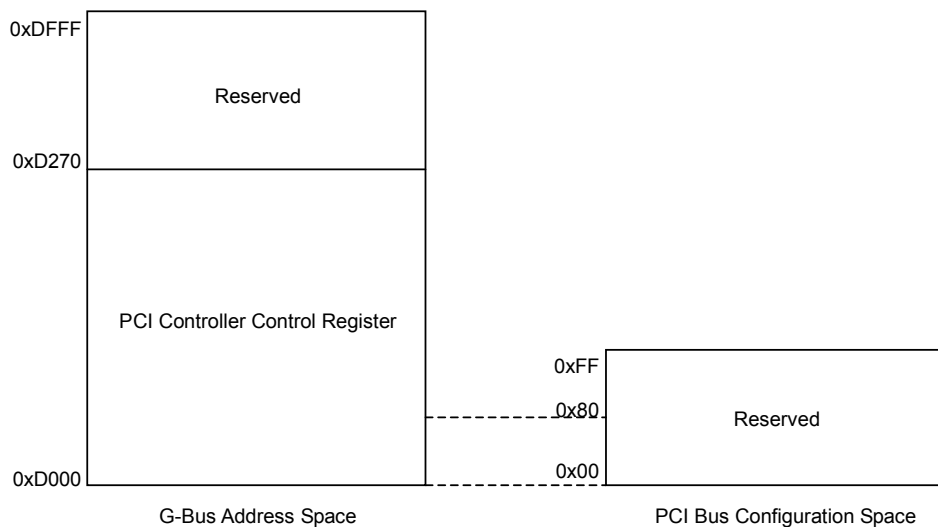 0xDFFF
Reserved
0xD270
PCI Controller Control Register
0xFF
0x80
Reserved
0x00
0xD000
G-Bus Address Space
PCI Bus Configuration Space